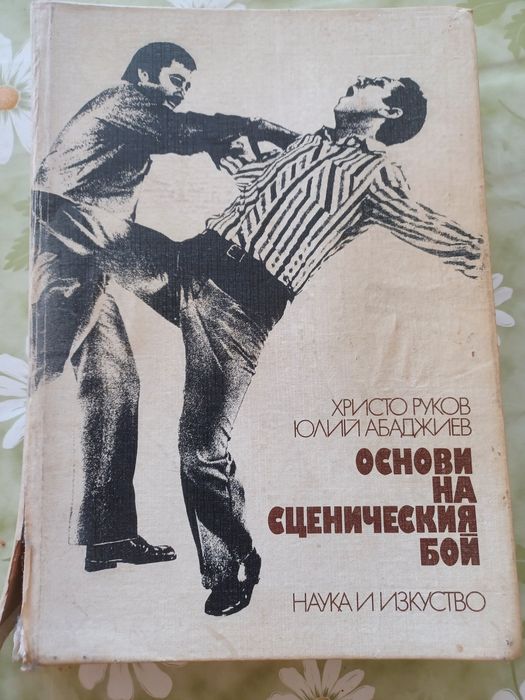 ХРИСТО РУКОВ
ЮЛИЙ АБАДЖИЕВ
ОСНОВИ
НА
СЦЕНИЧЕСКИЯ
БОЙ
НАУКА И ИЗКУСТВО